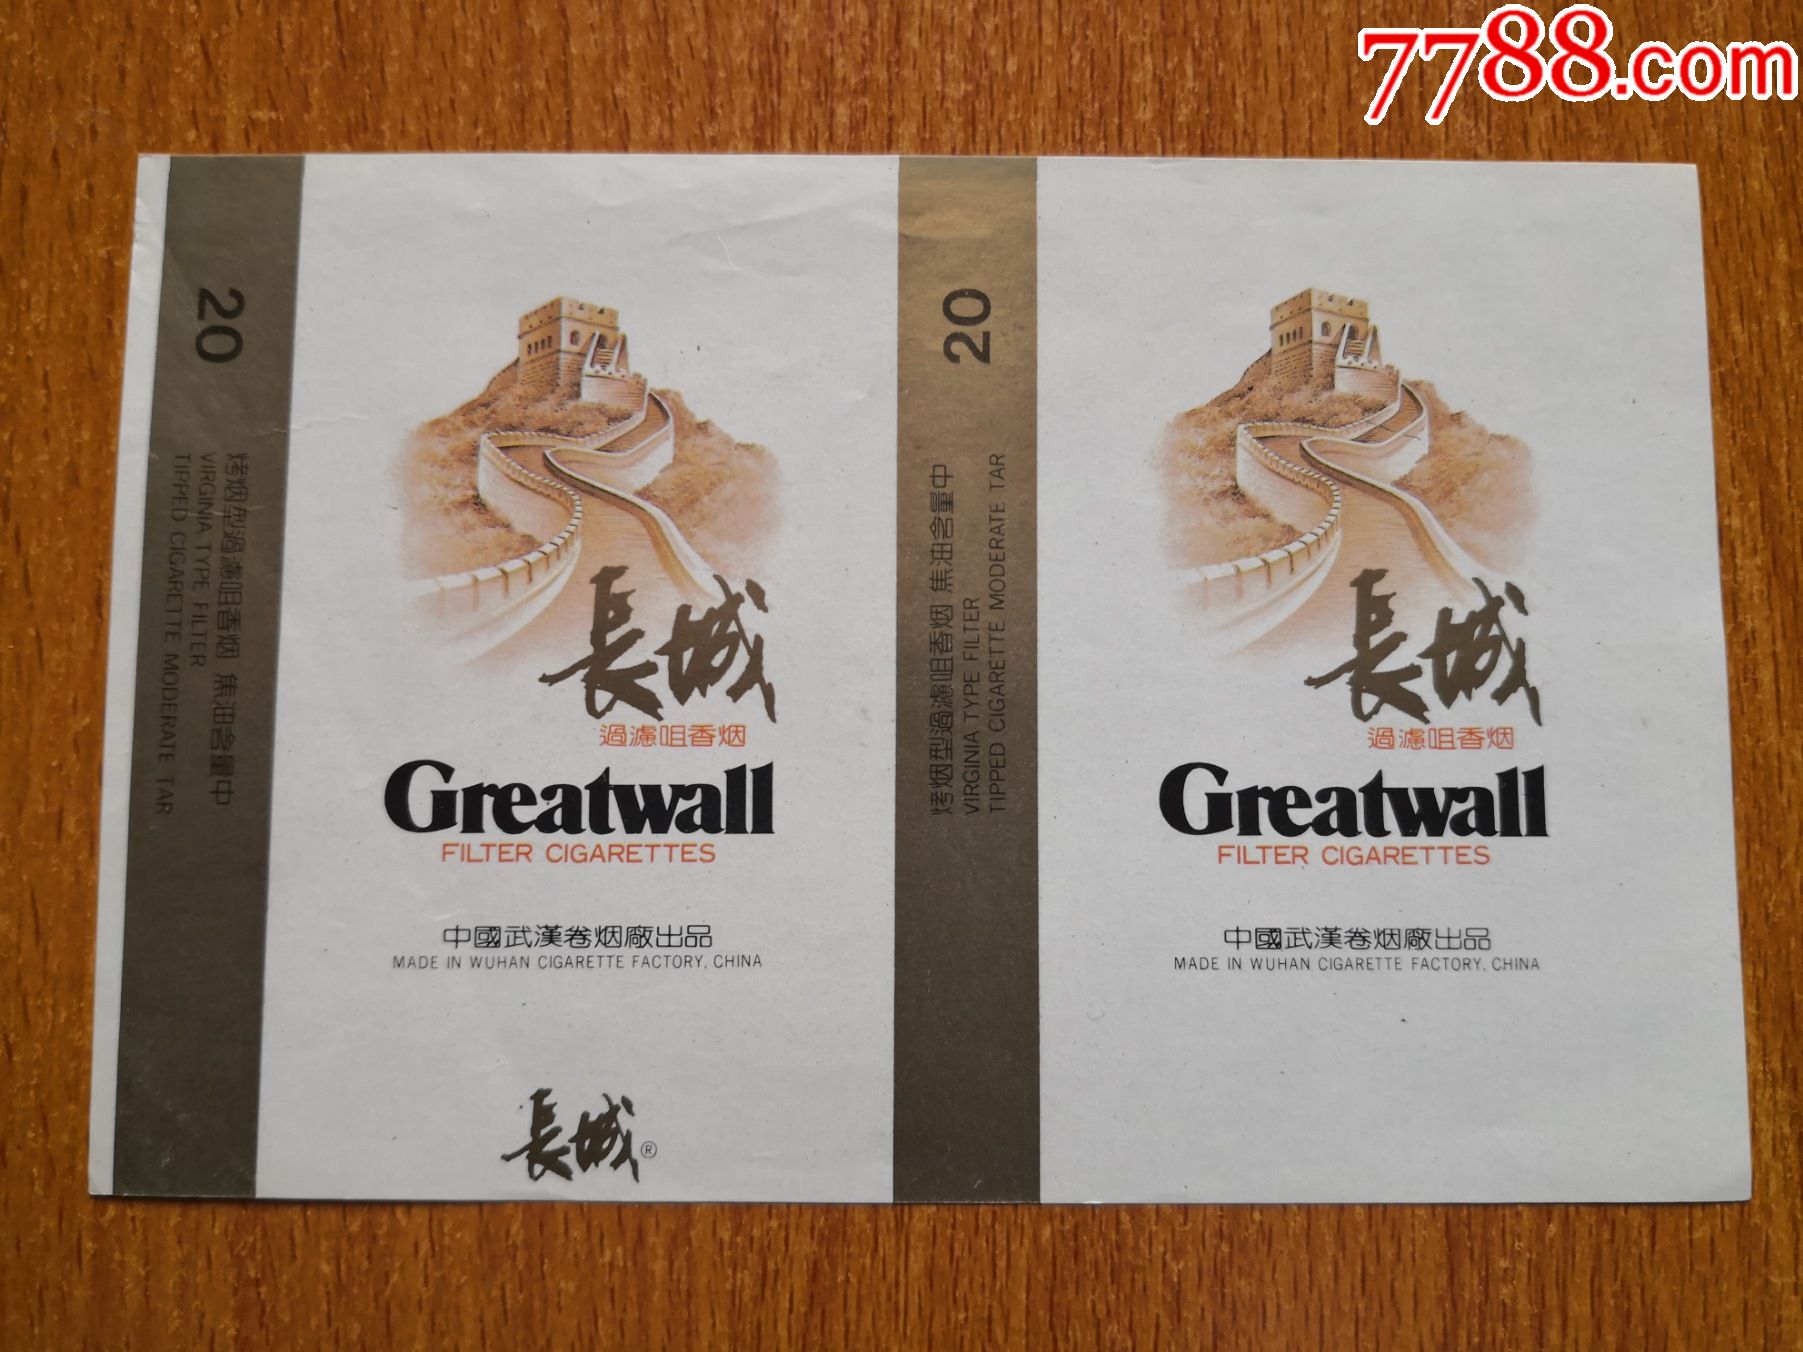 7788.com
20
烤烟型過濾咀香烟 焦油含量中
VIRGINIA TYPE FILTER
TIPPED CIGARETTE MODERATE TAR
長城
過濾咀香烟
Greatwall
FILTER CIGARETTES
中國武漢卷烟廠出品
MADE IN WUHAN CIGARETTE FACTORY, CHINA
長城®
20
烤烟型過濾咀香烟 焦油含量中
VIRGINIA TYPE FILTER
TIPPED CIGARETTE MODERATE TAR
長城
過濾咀香烟
Greatwall
FILTER CIGARETTES
中國武漢卷烟廠出品
MADE IN WUHAN CIGARETTE FACTORY, CHINA